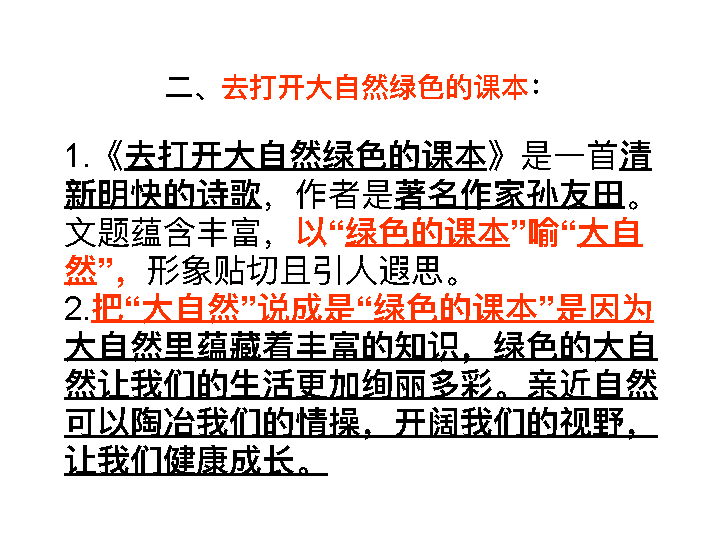 二、去打开大自然绿色的课本：
1.《去打开大自然绿色的课本》是一首清
新明快的诗歌，作者是著名作家孙友田。
文题蕴含丰富，以“绿色的课本”喻“大自
然”，形象贴切且引人遐思。
2.把“大自然”说成是“绿色的课本”是因为
大自然里蕴藏着丰富的知识，绿色的大自
然让我们的生活更加绚丽多彩。亲近自然
可以陶冶我们的情操，开阔我们的视野，
让我们健康成长。